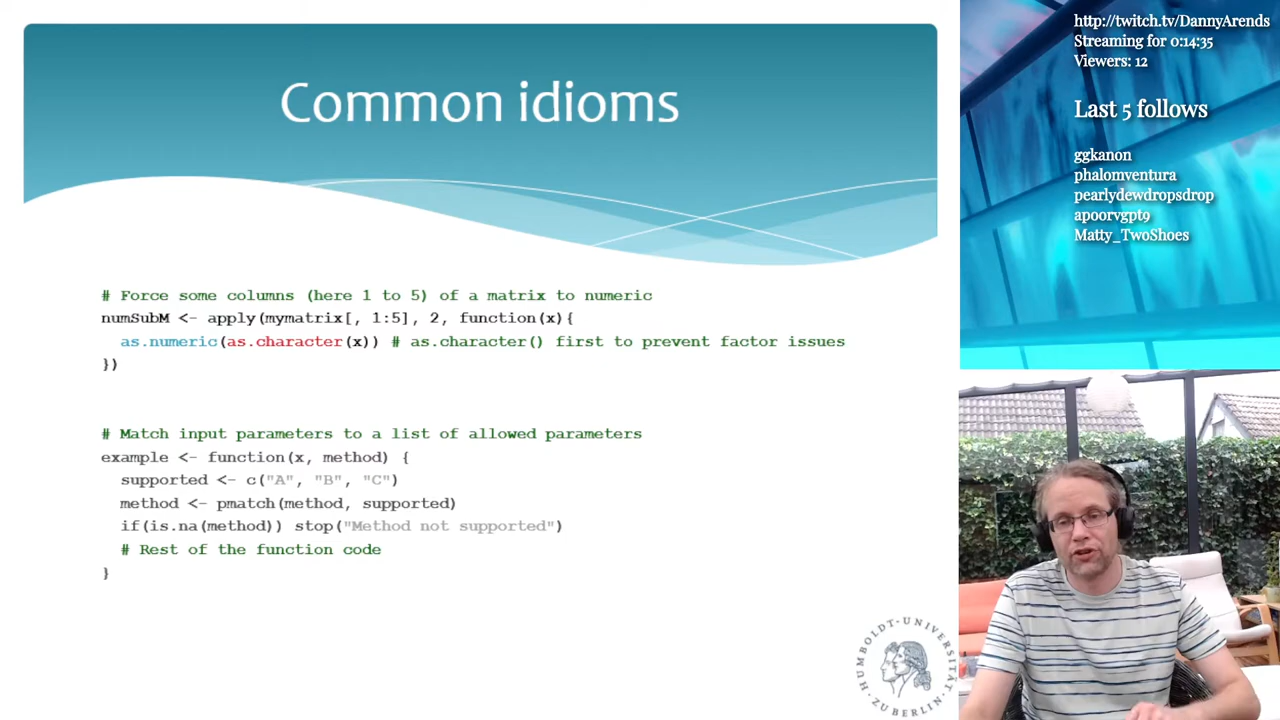 Common idioms
# Force some columns (here 1 to 5) of a matrix to numeric
numSubM <- apply(mymatrix[, 1:5], 2, function(x){
as.numeric(as.character(x)) # as.character() first to prevent factor issues
})
# Match input parameters to a list of allowed parameters
example <- function(x, method) {
supported <- c("A", "B", "C")
method <- pmatch(method, supported)
if(is.na(method)) stop("Method not supported")
# Rest of the function code
}
HUMBOLDT-UNIVERSITÄT
ZU BERLIN
http://twitch.tv/DannyArends
Streaming for 0:14:35
Viewers: 12
Last 5 follows
ggkanon
phalomventura
pearlydewdropsdrop
apoorvgpt9
Matty_TwoShoes